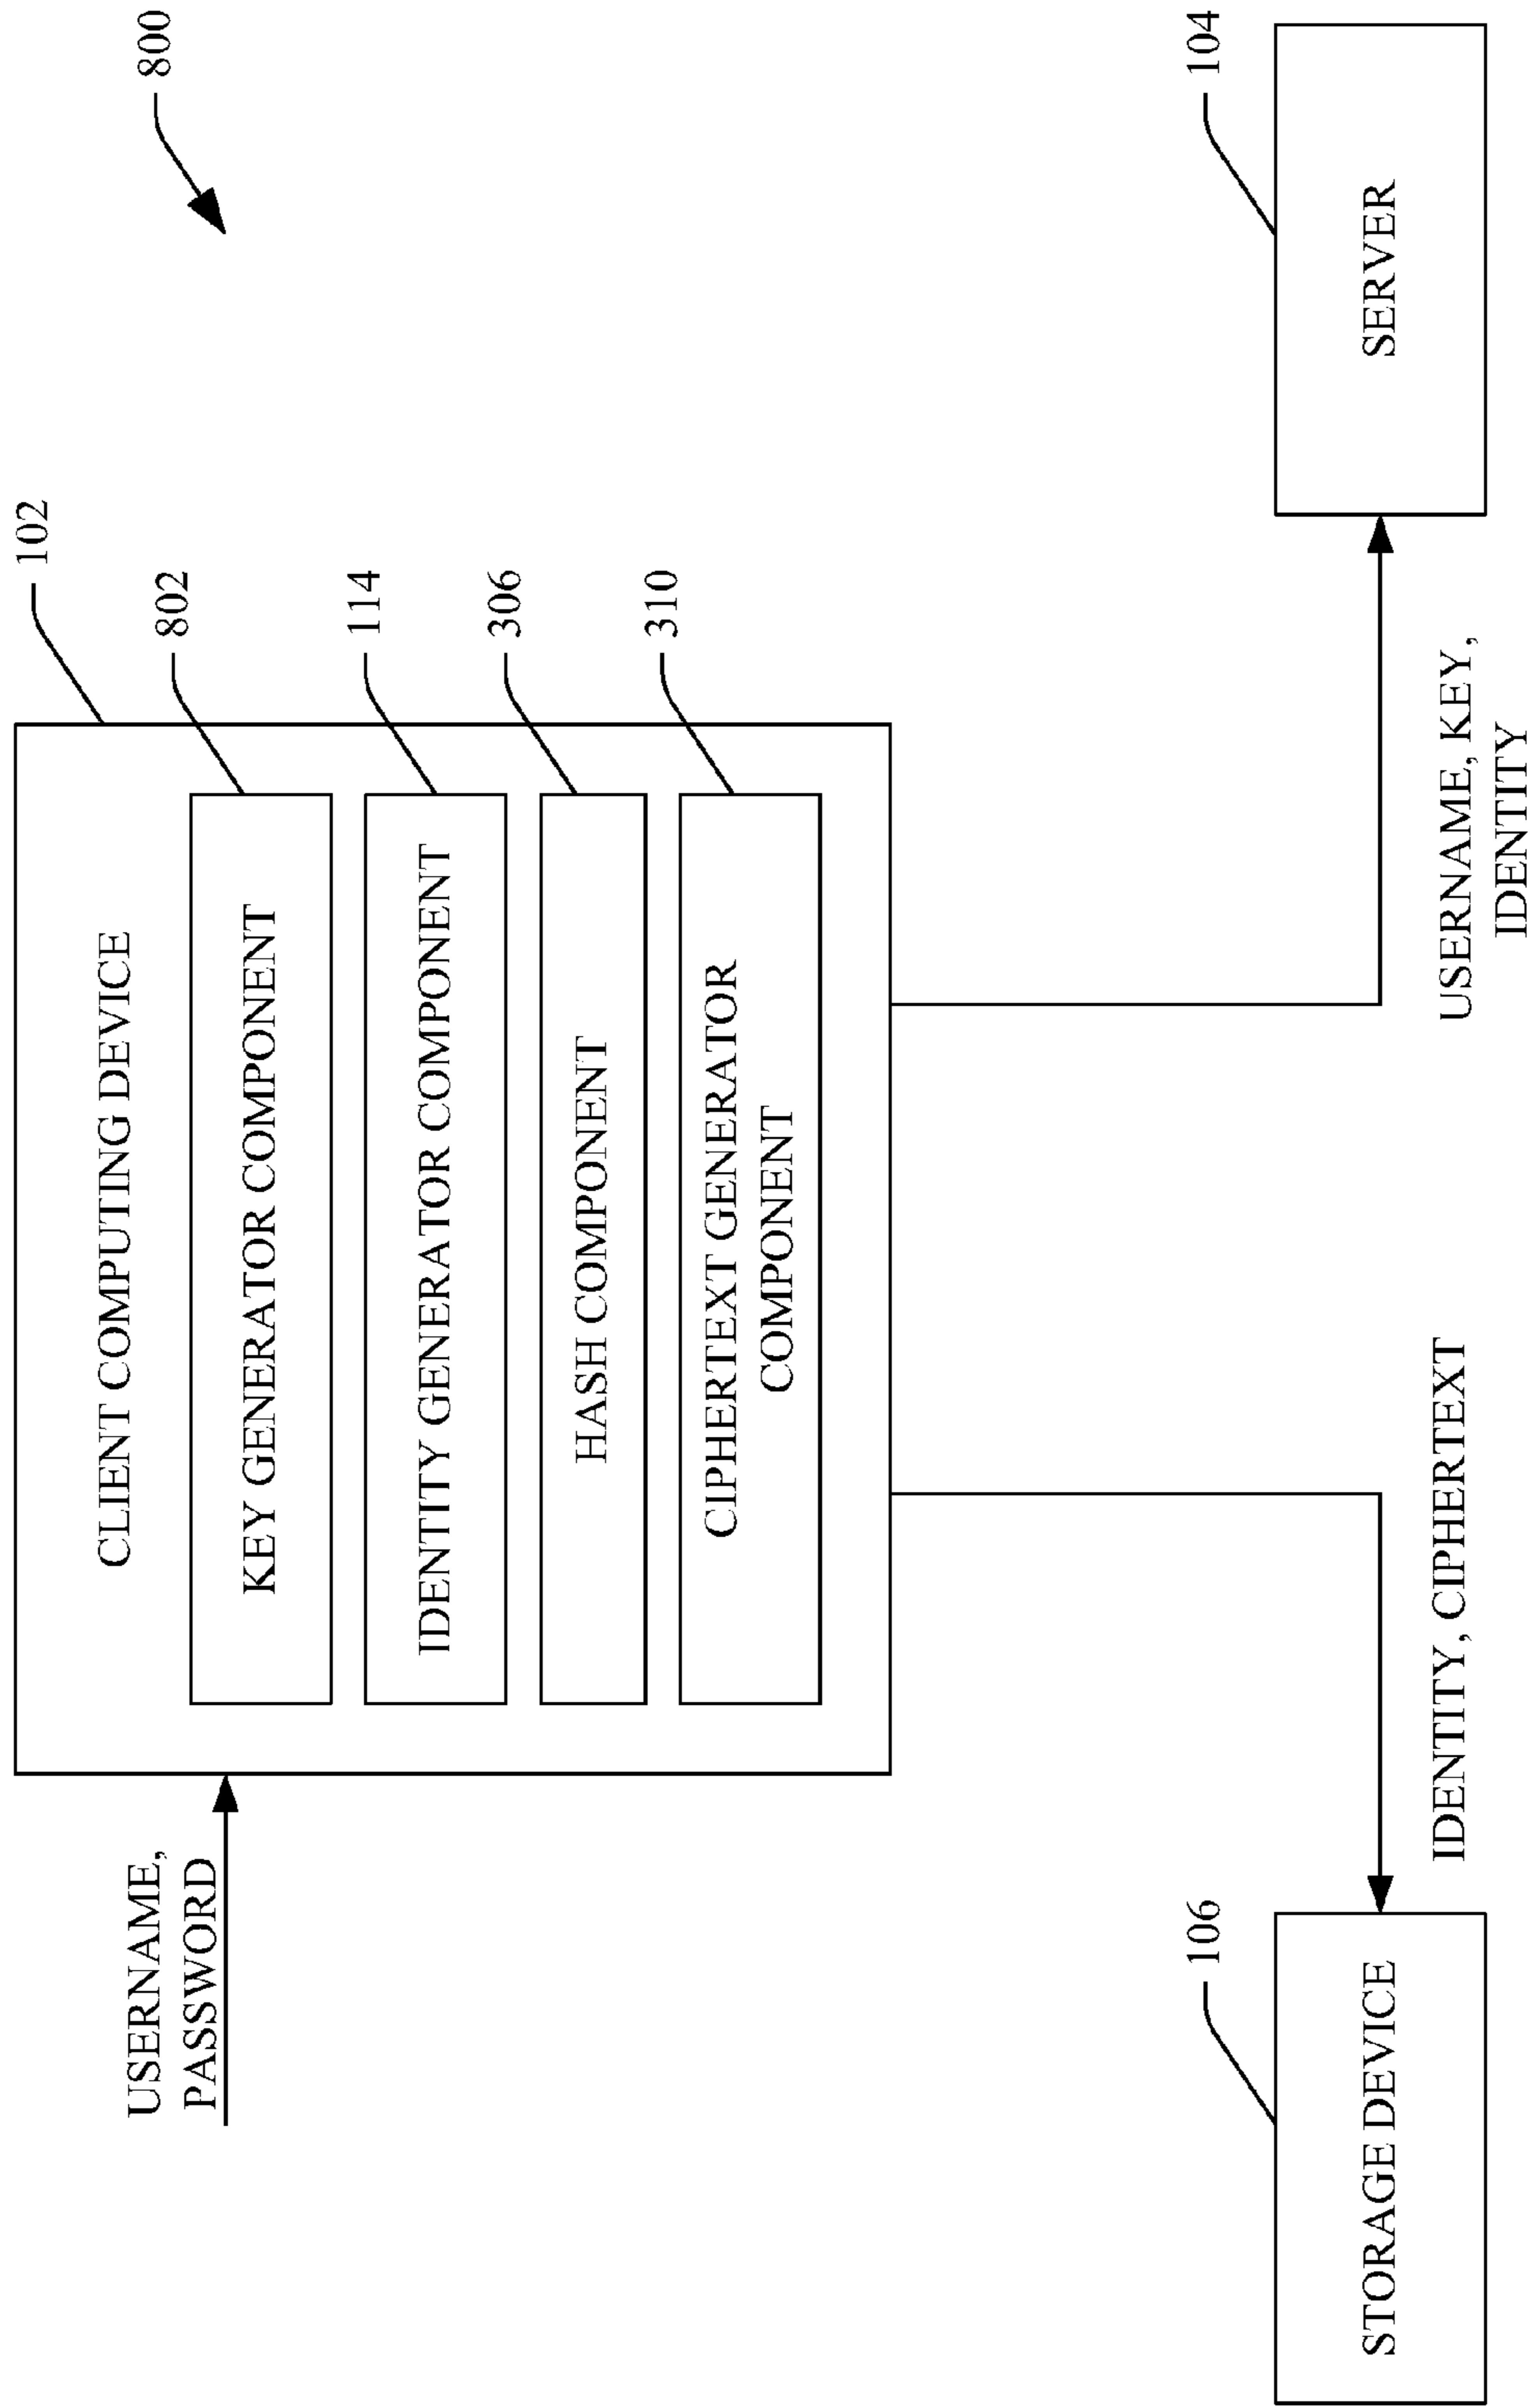 800
102
USERNAME,
PASSWORD
CLIENT COMPUTING DEVICE
802
KEY GENERATOR COMPONENT
114
IDENTITY GENERATOR COMPONENT
306
HASH COMPONENT
310
CIPHERTEXT GENERATOR
COMPONENT
106
STORAGE DEVICE
IDENTITY, CIPHERTEXT
104
SERVER
USERNAME, KEY,
IDENTITY